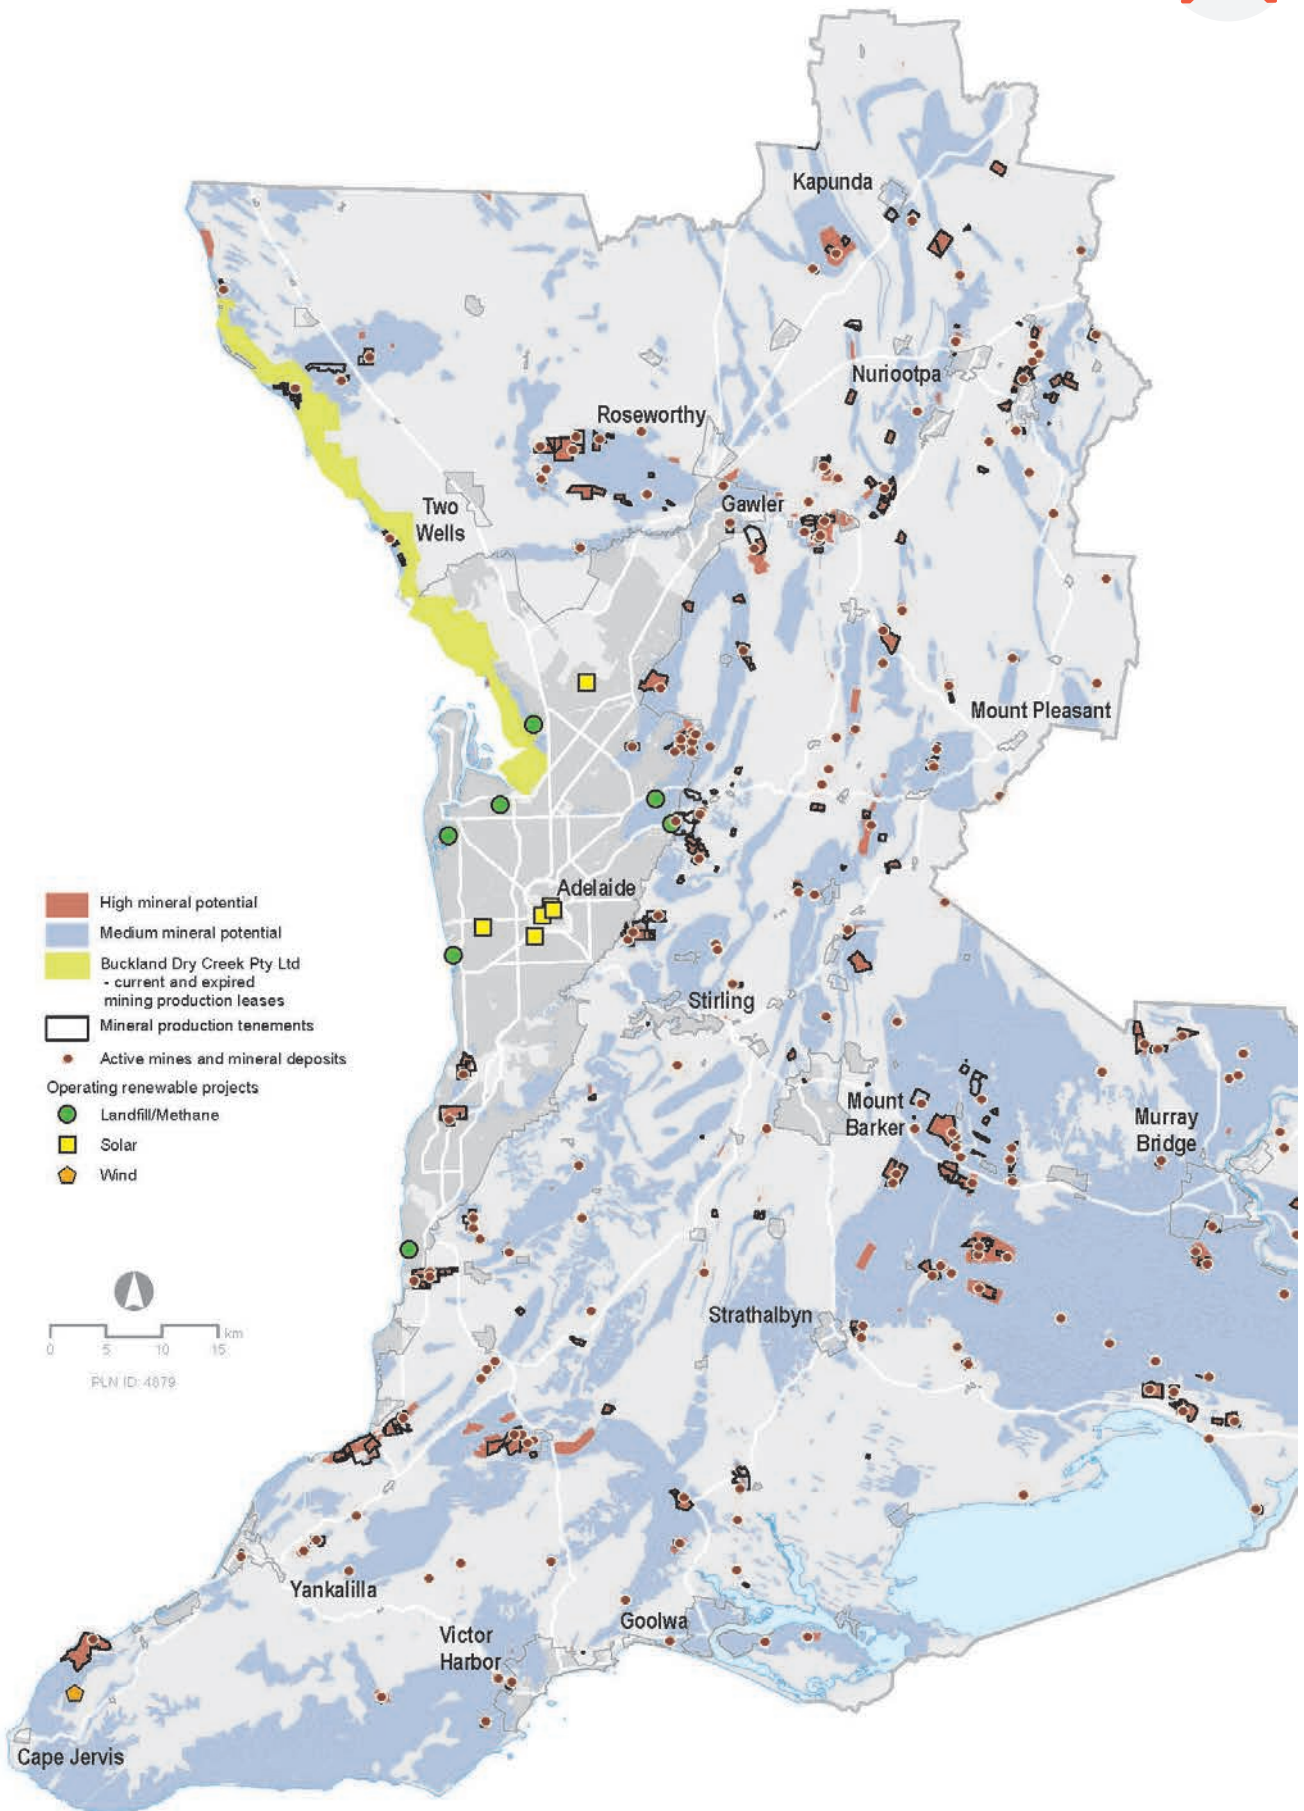 Kapunda
Nuriootpa
Roseworthy
Two
Wells
Gawler
Mount Pleasant
Adelaide
Stirling
Mount
Barker
Murray
Bridge
Strathalbyn
Yankalilla
Victor
Harbor
Goolwa
Cape Jervis
High mineral potential
Medium mineral potential
Buckland Dry Creek Pty Ltd
- current and expired
mining production leases
Mineral production tenements
Active mines and mineral deposits
Operating renewable projects
Landfill/Methane
Solar
Wind
km
0 5 10 15
PLN ID: 4879